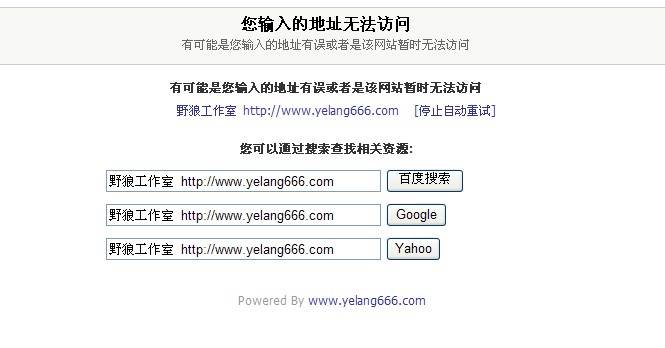 您输入的地址无法访问
有可能是您输入的地址有误或者是该网站暂时无法访问
有可能是您输入的地址有误或者是该网站暂时无法访问
野狼工作室 http://www.yelang666.com [停止自动重试]
您可以通过搜索查找相关资源:
野狼工作室 http://www.yelang666.com 百度搜索
野狼工作室 http://www.yelang666.com Google
野狼工作室 http://www.yelang666.com Yahoo
Powered By www.yelang666.com